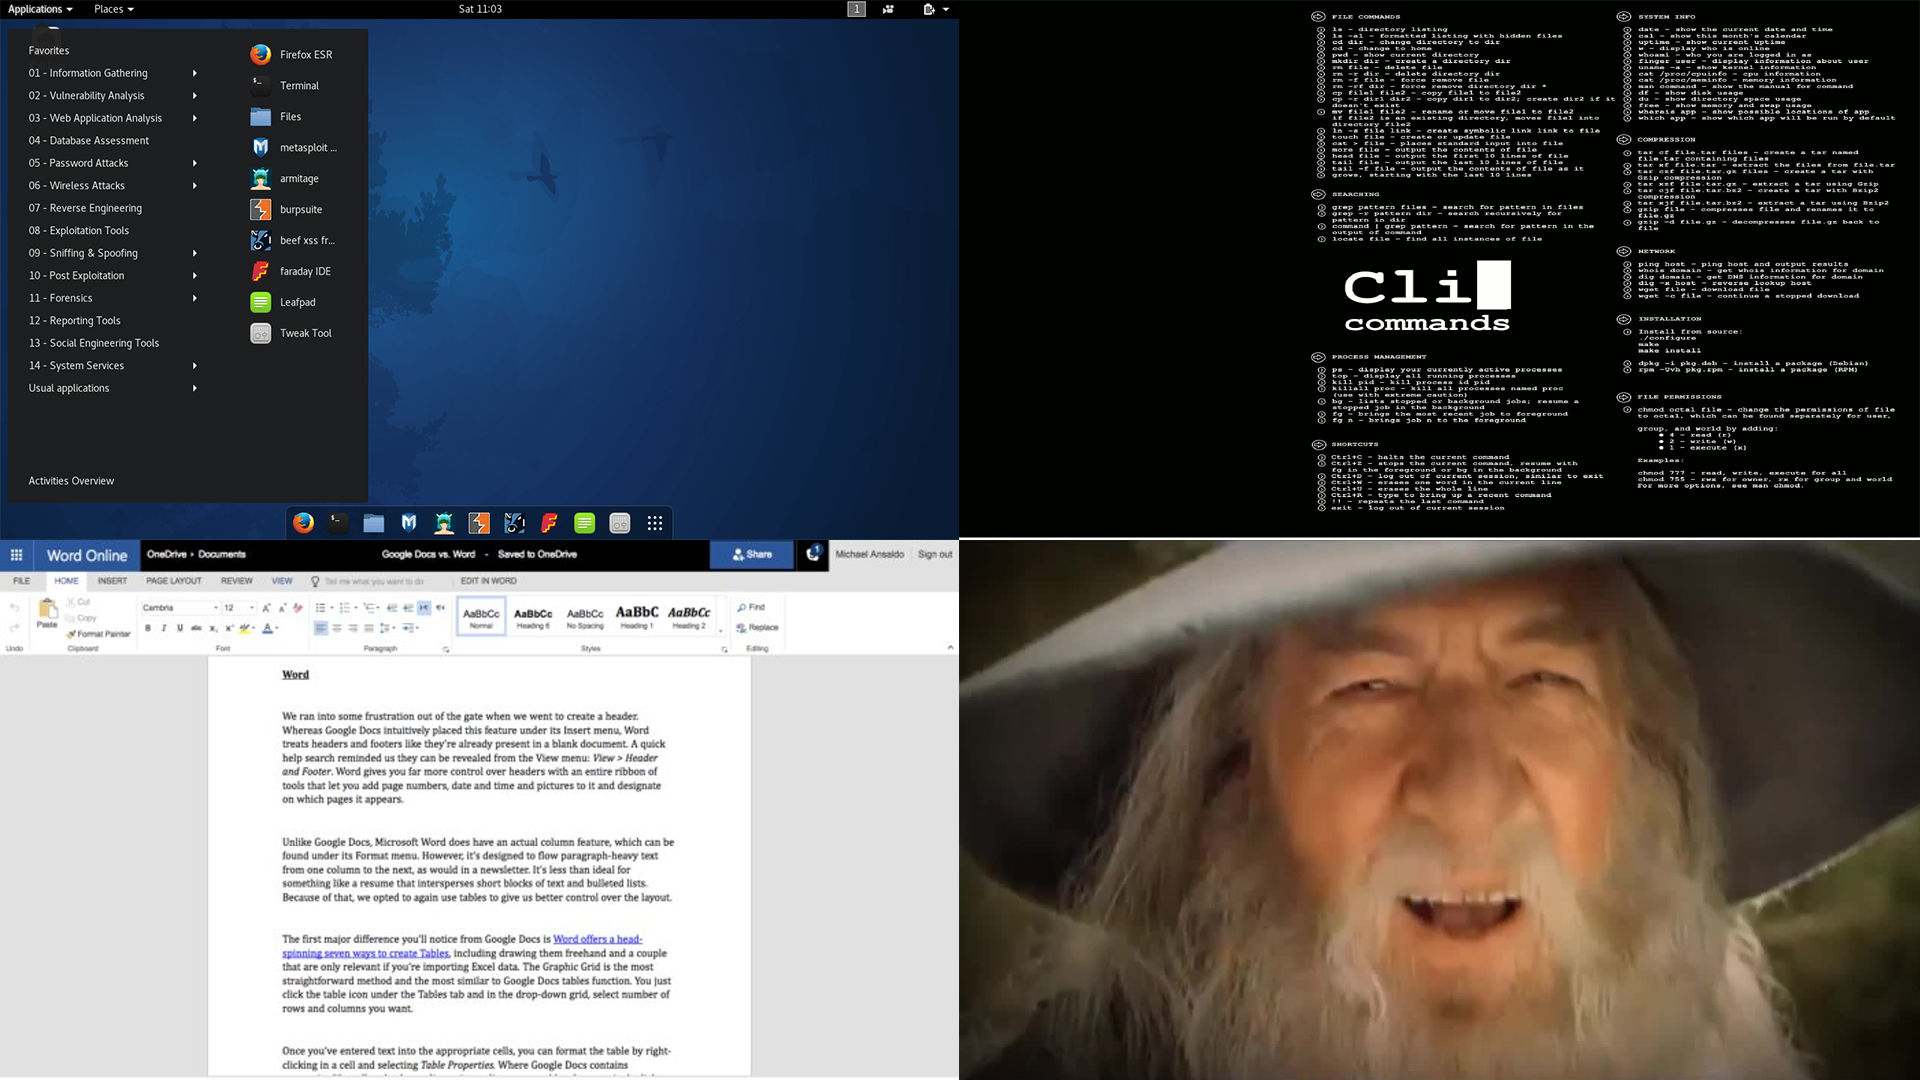 Applications
Places
Sat 11:03
1
Favorites
01 - Information Gathering
02 - Vulnerability Analysis
03 - Web Application Analysis
04 - Database Assessment
05 - Password Attacks
06 - Wireless Attacks
07 - Reverse Engineering
08 - Exploitation Tools
09 - Sniffing & Spoofing
10 - Post Exploitation
11 - Forensics
12 - Reporting Tools
13 - Social Engineering Tools
14 - System Services
Usual applications
Activities Overview
Firefox ESR
Terminal
Files
metasploit ...
armitage
burpsuite
beef xss fr...
faraday IDE
Leafpad
Tweak Tool
FILE COMMANDS
ls - directory listing
ls -al - formatted listing with hidden files
cd dir - change directory to dir
cd - change to home
pwd - show current directory
mkdir dir - create a directory dir
rm file - delete file
rm -r dir - delete directory dir
rm -f file - force remove file
rm -rf dir - force remove directory dir *
cp file1 file2 - copy file1 to file2
cp -r dir1 dir2 - copy dir1 to dir2; create dir2 if it
doesn't exist
mv file1 file2 - rename or move file1 to file2
if file2 is an existing directory, moves file1 into
directory file2
ln -s file link - create symbolic link link to file
touch file - create or update file
cat > file - places standard input into file
more file - output the contents of file
head file - output the first 10 lines of file
tail file - output the last 10 lines of file
tail -f file - output the contents of file as it
grows, starting with the last 10 lines
SEARCHING
grep pattern files - search for pattern in files
grep -r pattern dir - search recursively for
pattern in dir
command | grep pattern - search for pattern in the
output of command
locate file - find all instances of file
Cli
commands
PROCESS MANAGEMENT
ps - display your currently active processes
top - display all running processes
kill pid - kill process id pid
killall proc - kill all processes named proc
(use with extreme caution)
bg - lists stopped or background jobs; resume a
stopped job in the background
fg - brings the most recent job to foreground
fg n - brings job n to the foreground
SHORTCUTS
Ctrl+C - halts the current command
Ctrl+Z - stops the current command, resume with
fg in the foreground or bg in the background
Ctrl+D - log out of current session, similar to exit
Ctrl+W - erases one word in the current line
Ctrl+U - erases the whole line
Ctrl+R - type to bring up a recent command
!! - repeats the last command
exit - log out of current session
SYSTEM INFO
date - show the current date and time
cal - show this month's calendar
uptime - show current uptime
w - display who is online
whoami - who you are logged in as
finger user - display information about user
uname -a - show kernel information
cat /proc/cpuinfo - cpu information
cat /proc/meminfo - memory information
man command - show the manual for command
df - show disk usage
du - show directory space usage
free - show memory and swap usage
whereis app - show possible locations of app
which app - show which app will be run by default
COMPRESSION
tar cf file.tar files - create a tar named
file.tar containing files
tar xf file.tar - extract the files from file.tar
tar czf file.tar.gz files - create a tar with
Gzip compression
tar xzf file.tar.gz - extract a tar using Gzip
tar cjf file.tar.bz2 - create a tar with Bzip2
compression
tar xjf file.tar.bz2 - extract a tar using Bzip2
gzip file - compresses file and renames it to
file.gz
gzip -d file.gz - decompresses file.gz back to
file
NETWORK
ping host - ping host and output results
whois domain - get whois information for domain
dig domain - get DNS information for domain
dig -x host - reverse lookup host
wget file - download file
wget -c file - continue a stopped download
INSTALLATION
Install from source:
./configure
make
make install
dpkg -i pkg.deb - install a package (Debian)
rpm -Uvh pkg.rpm - install a package (RPM)
FILE PERMISSIONS
chmod octal file - change the permissions of file
to octal, which can be found separately for user,
group, and world by adding:
● 4 - read (r)
● 2 - write (w)
● 1 - execute (x)
Examples:
chmod 777 - read, write, execute for all
chmod 755 - rwx for owner, rx for group and world
For more options, see man chmod.
Word Online
OneDrive › Documents
Google Docs vs. Word - Saved to OneDrive
Share
1
Michael Ansaldo
Sign out
FILE
HOME
INSERT
PAGE LAYOUT
REVIEW
VIEW
Tell me what you want to do
EDIT IN WORD
Undo
Paste
Cut
Copy
Format Painter
Clipboard
Cambria
12
B I U abc X₂ X² A
Font
Paragraph
AaBbCc
Normal
AaBbCc
Heading 6
AaBbCc
No Spacing
AaBbC
Heading 1
AaBbCc
Heading 2
Styles
Find
Replace
Editing
Word
We ran into some frustration out of the gate when we went to create a header.
Whereas Google Docs intuitively placed this feature under its Insert menu, Word
treats headers and footers like they're already present in a blank document. A quick
help search reminded us they can be revealed from the View menu: View > Header
and Footer. Word gives you far more control over headers with an entire ribbon of
tools that let you add page numbers, date and time and pictures to it and designate
on which pages it appears.
Unlike Google Docs, Microsoft Word does have an actual column feature, which can be
found under its Format menu. However, it's designed to flow paragraph-heavy text
from one column to the next, as would in a newsletter. It's less than ideal for
something like a resume that intersperses short blocks of text and bulleted lists.
Because of that, we opted to again use tables to give us better control over the layout.
The first major difference you'll notice from Google Docs is Word offers a head-
spinning seven ways to create Tables, including drawing them freehand and a couple
that are only relevant if you're importing Excel data. The Graphic Grid is the most
straightforward method and the most similar to Google Docs tables function. You just
click the table icon under the Tables tab and in the drop-down grid, select number of
rows and columns you want.
Once you've entered text into the appropriate cells, you can format the table by right-
clicking in a cell and selecting Table Properties. Where Google Docs contains